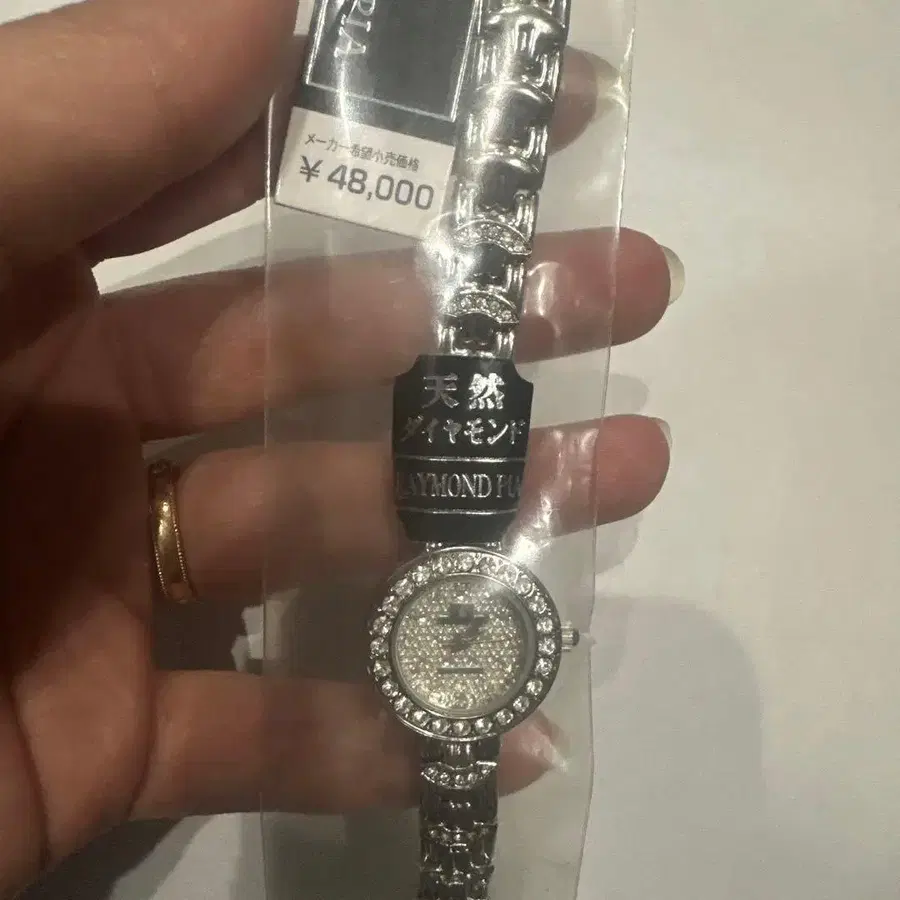 RIA
メーカー希望小売価格
¥ 48,000
天然
ダイヤモンド
RAYMOND